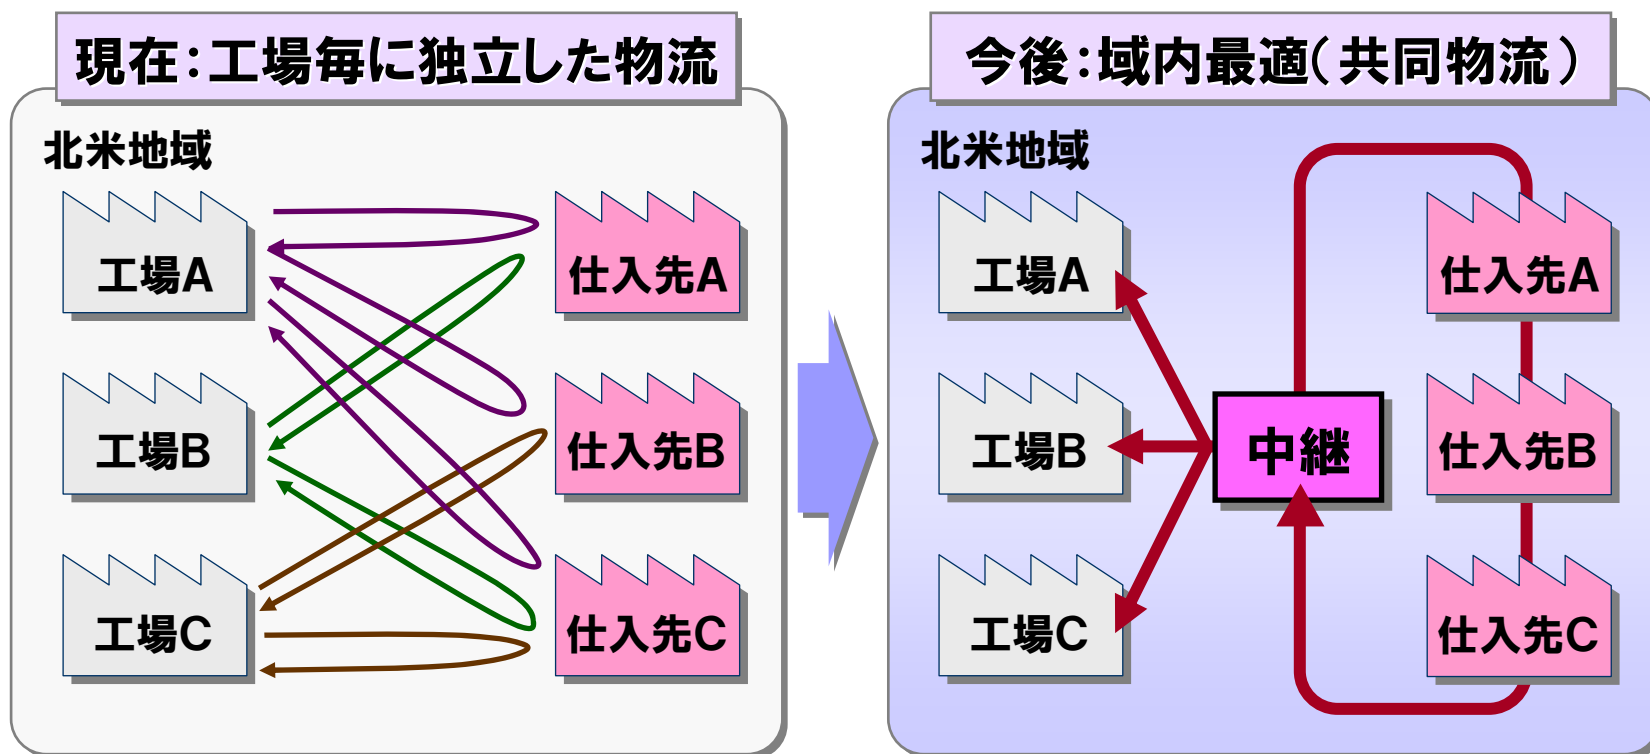 現在：工場毎に独立した物流
北米地域
工場A
仕入先A
工場B
仕入先B
工場C
仕入先C
今後：域内最適（共同物流）
北米地域
工場A
仕入先A
工場B
中継
仕入先B
工場C
仕入先C